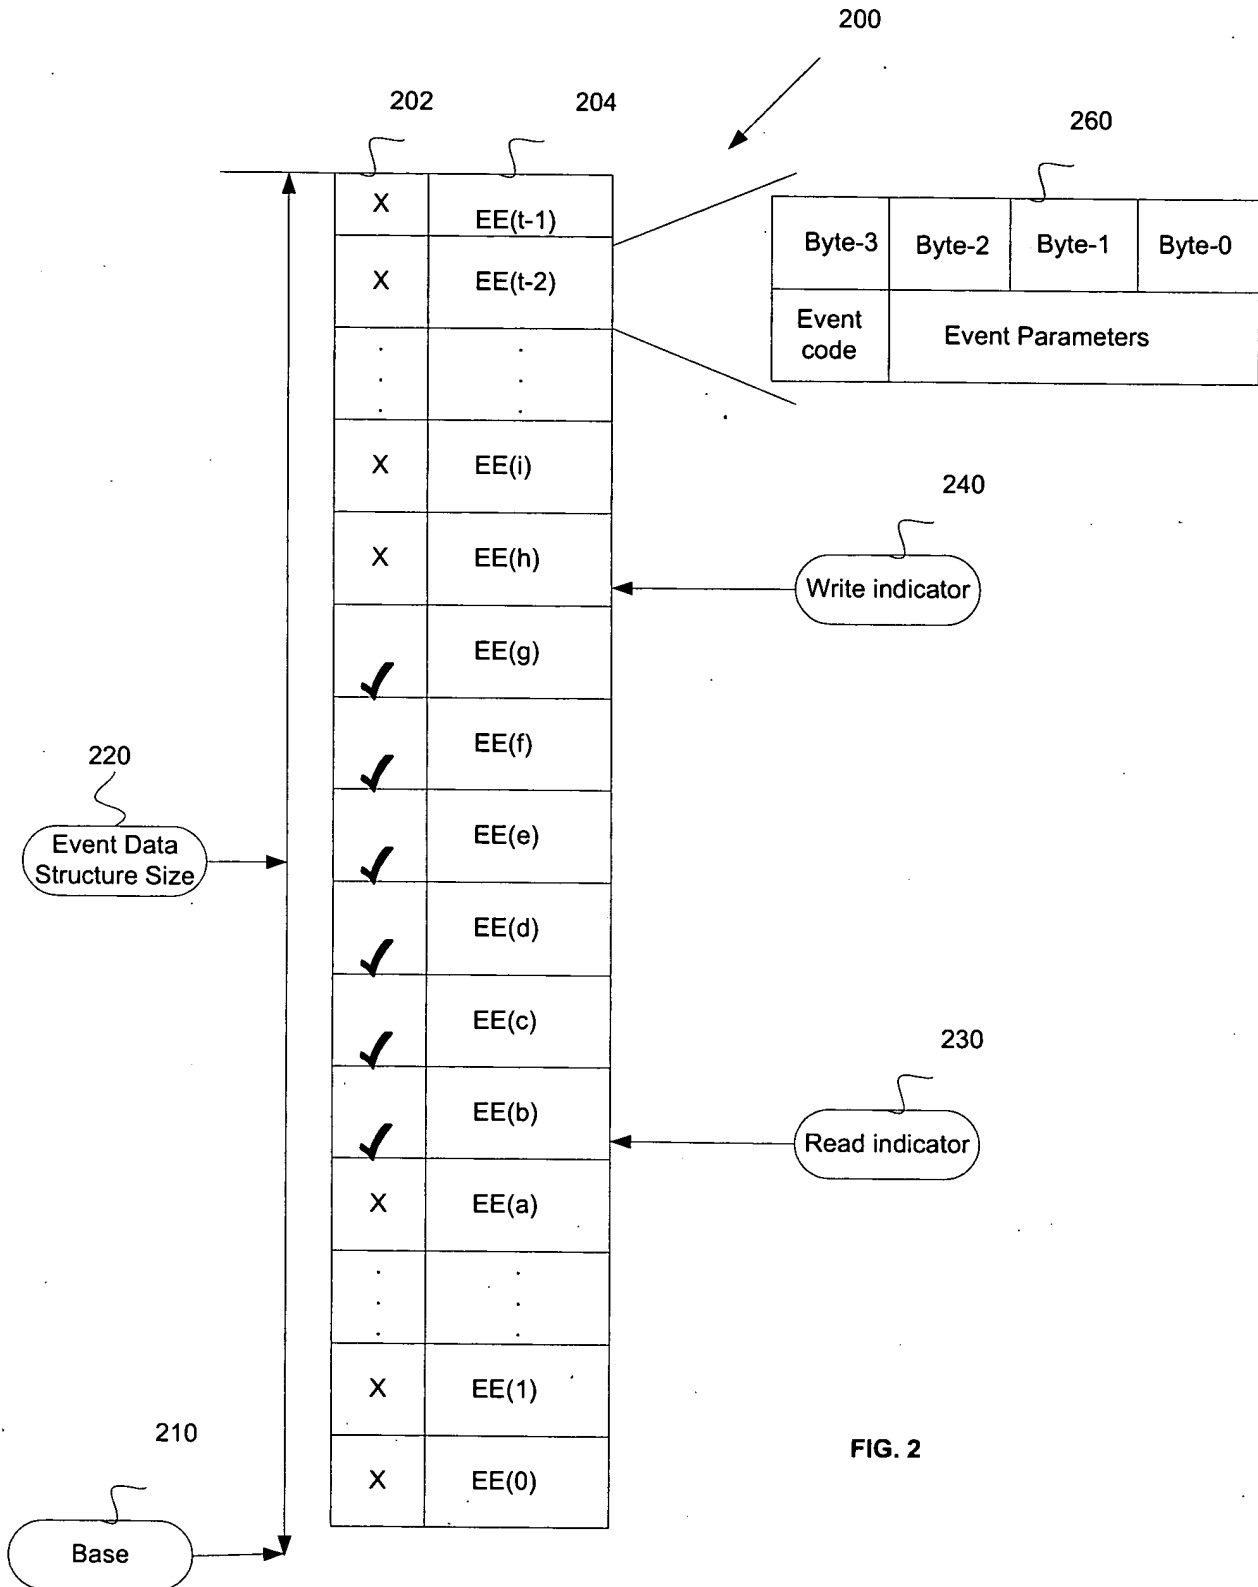 200
202 204
260
X EE(t-1)
Byte-3 Byte-2 Byte-1 Byte-0
X EE(t-2)
Event code Event Parameters
X EE(i)
240
X EE(h)
Write indicator
✓ EE(g)
✓ EE(f)
220
Event Data
Structure Size
✓ EE(e)
✓ EE(d)
✓ EE(c)
230
✓ EE(b)
Read indicator
X EE(a)
X EE(1)
210
FIG. 2
X EE(0)
Base